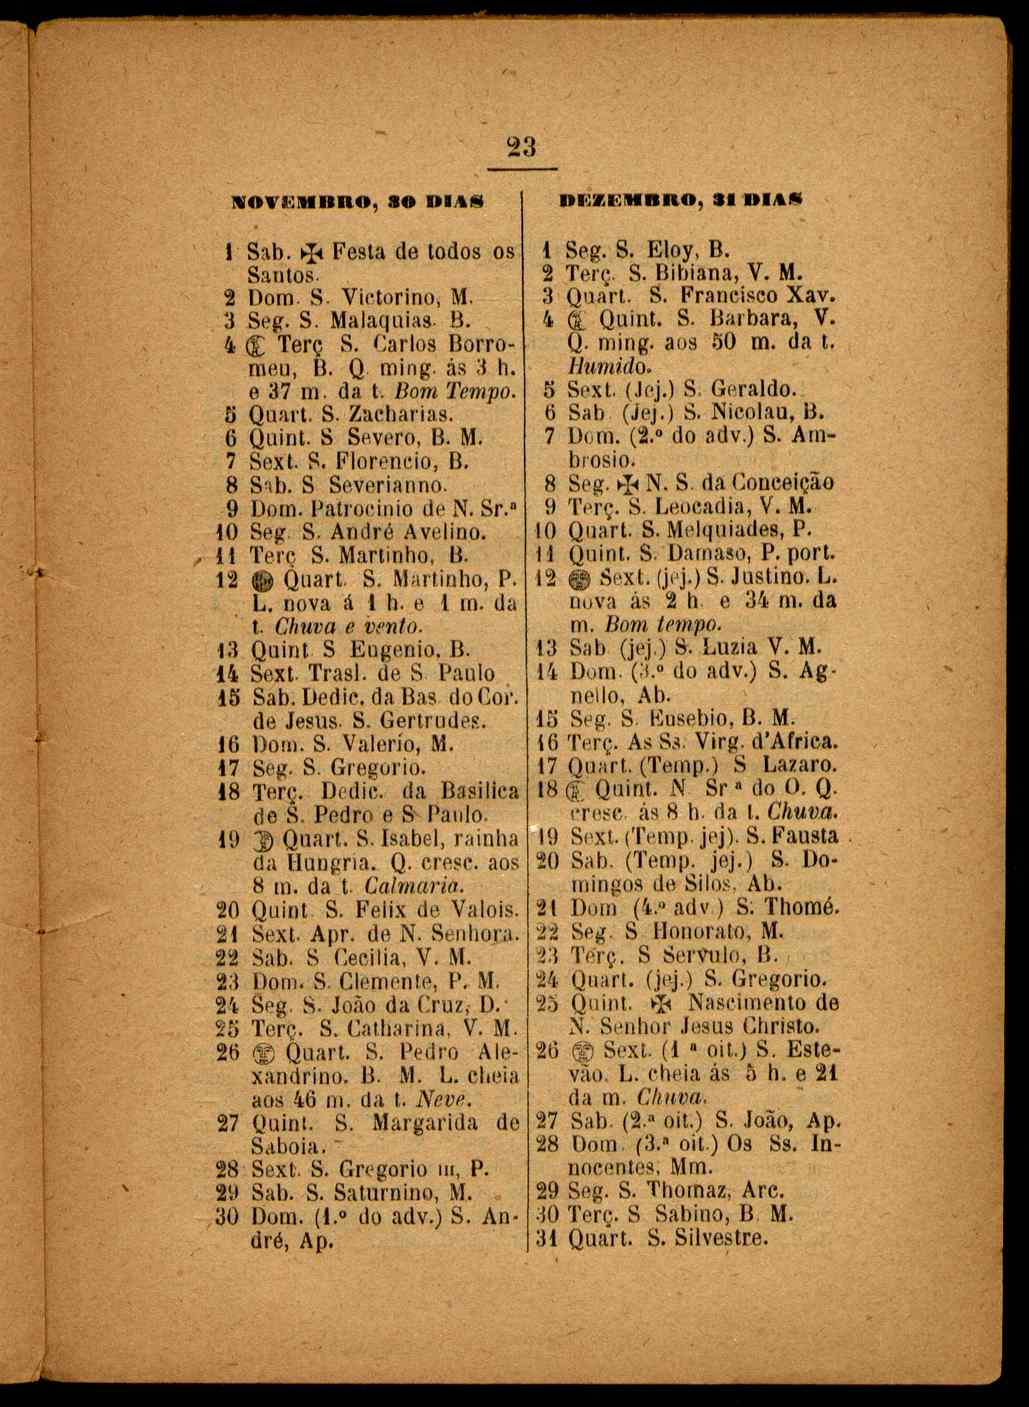 23
NOVEMBRO, 30 DIAS
1 Sab. ✠ Festa de todos os
Santos.
2 Dom. S. Victorino, M.
3 Seg. S. Malaquias. B.
4 Terç S. Carlos Borro-
meu, B. Q. ming. ás 3 h.
e 37 m. da t. Bom Tempo.
5 Quart. S. Zacharias.
6 Quint. S Severo, B. M.
7 Sext. S. Florencio, B.
8 Sab. S Severianno.
9 Dom. Patrocinio de N. Sr.ª
10 Seg. S. André Avelino.
11 Terç S. Martinho, B.
12 Quart. S. Martinho, P.
L. nova á 1 h. e 1 m. da
t. Chuva e vento.
13 Quint S Eugenio, B.
14 Sext. Trasl. de S Paulo
15 Sab. Dedic. da Bas. do Cor.
de Jesus. S. Gertrudes.
16 Dom. S. Valerio, M.
17 Seg. S. Gregorio.
18 Terç. Dedic. da Basilica
de S. Pedro e S Paulo.
19 Quart. S. Isabel, rainha
da Hungria. Q. cresc. aos
8 m. da t. Calmaria.
20 Quint S. Felix de Valois.
21 Sext. Apr. de N. Senhora.
22 Sab. S Cecilia, V. M.
23 Dom. S. Clemente, P. M.
24 Seg. S. João da Cruz, D.
25 Terç. S. Catharina, V. M.
26 Quart. S. Pedro Ale-
xandrino. B. M. L. cheia
aos 46 m. da t. Neve.
27 Quint. S. Margarida de
Saboia.
28 Sext. S. Gregorio III, P.
29 Sab. S. Saturnino, M.
30 Dom. (1.º do adv.) S. An-
dré, Ap.
DEZEMBRO, 31 DIAS
1 Seg. S. Eloy, B.
2 Terç. S. Bibiana, V. M.
3 Quart. S. Francisco Xav.
4 Quint. S. Barbara, V.
Q. ming. aos 50 m. da t.
Humido.
5 Sext. (Jej.) S. Geraldo.
6 Sab (Jej.) S. Nicolau, B.
7 Dom. (2.º do adv.) S. Am-
brosio.
8 Seg. ✠ N. S. da Conceição
9 Terç. S. Leocadia, V. M.
10 Quart. S. Melquiades, P.
11 Quint. S. Damaso, P. port.
12 Sext. (jej.) S. Justino. L.
nova ás 2 h. e 34 m. da
m. Bom tempo.
13 Sab (jej.) S. Luzia V. M.
14 Dom. (3.º do adv.) S. Ag-
nello, Ab.
15 Seg. S. Eusebio, B. M.
16 Terç. As Ss. Virg. d'Africa.
17 Quart. (Temp.) S Lazaro.
18 Quint. N Sr ª do O. Q.
cresc. ás 8 h. da t. Chuva.
19 Sext. (Temp. jej). S. Fausta
20 Sab. (Temp. jej.) S. Do-
mingos de Silos, Ab.
21 Dom (4.º adv.) S. Thomé.
22 Seg. S Honorato, M.
23 Terç. S Servulo, B.
24 Quart. (jej.) S. Gregorio.
25 Quint. ✠ Nascimento de
N. Senhor Jesus Christo.
26 Sext. (1 ª oit.) S. Este-
vão. L. cheia ás 5 h. e 21
da m. Chuva.
27 Sab. (2.ª oit.) S. João, Ap.
28 Dom. (3.ª oit.) Os Ss. In-
nocentes, Mm.
29 Seg. S. Thomaz, Arc.
30 Terç. S Sabino, B. M.
31 Quart. S. Silvestre.